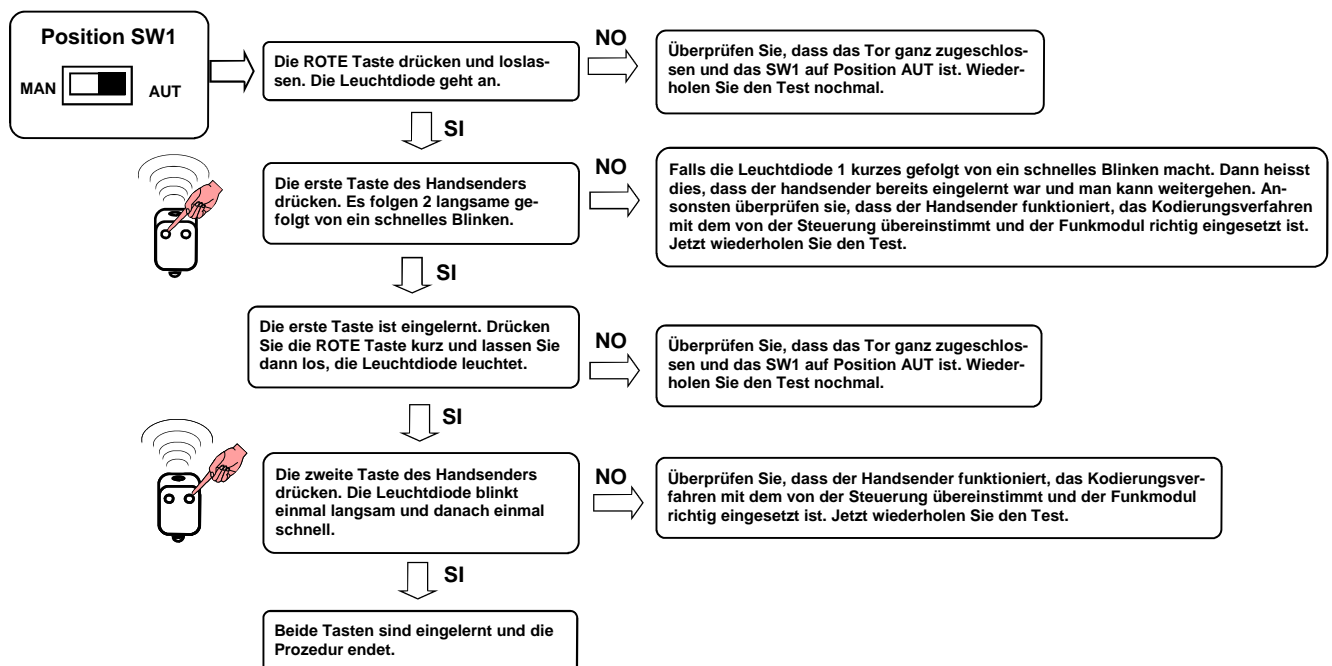 Position SW1
MAN
AUT
Die ROTE Taste drücken und loslas-
sen. Die Leuchtdiode geht an.
NO
Überprüfen Sie, dass das Tor ganz zugeschlos-
sen und das SW1 auf Position AUT ist. Wieder-
holen Sie den Test nochmal.
SI
Die erste Taste des Handsenders
drücken. Es folgen 2 langsame ge-
folgt von ein schnelles Blinken.
NO
Falls die Leuchtdiode 1 kurzes gefolgt von ein schnelles Blinken macht. Dann heisst
dies, dass der handsender bereits eingelernt war und man kann weitergehen. An-
sonsten überprüfen sie, dass der Handsender funktioniert, das Kodierungsverfahren
mit dem von der Steuerung übereinstimmt und der Funkmodul richtig eingesetzt ist.
Jetzt wiederholen Sie den Test.
SI
Die erste Taste ist eingelernt. Drücken
Sie die ROTE Taste kurz und lassen Sie
dann los, die Leuchtdiode leuchtet.
NO
Überprüfen Sie, dass das Tor ganz zugeschlos-
sen und das SW1 auf Position AUT ist. Wieder-
holen Sie den Test nochmal.
SI
Die zweite Taste des Handsenders
drücken. Die Leuchtdiode blinkt
einmal langsam und danach einmal
schnell.
NO
Überprüfen Sie, dass der Handsender funktioniert, das Kodierungsver-
fahren mit dem von der Steuerung übereinstimmt und der Funkmodul
richtig eingesetzt ist. Jetzt wiederholen Sie den Test.
SI
Beide Tasten sind eingelernt und die
Prozedur endet.